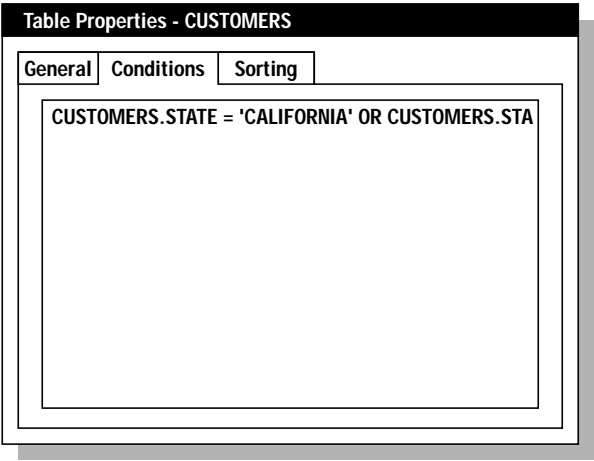 Table Properties - CUSTOMERS
General Conditions Sorting
CUSTOMERS.STATE = 'CALIFORNIA' OR CUSTOMERS.STA